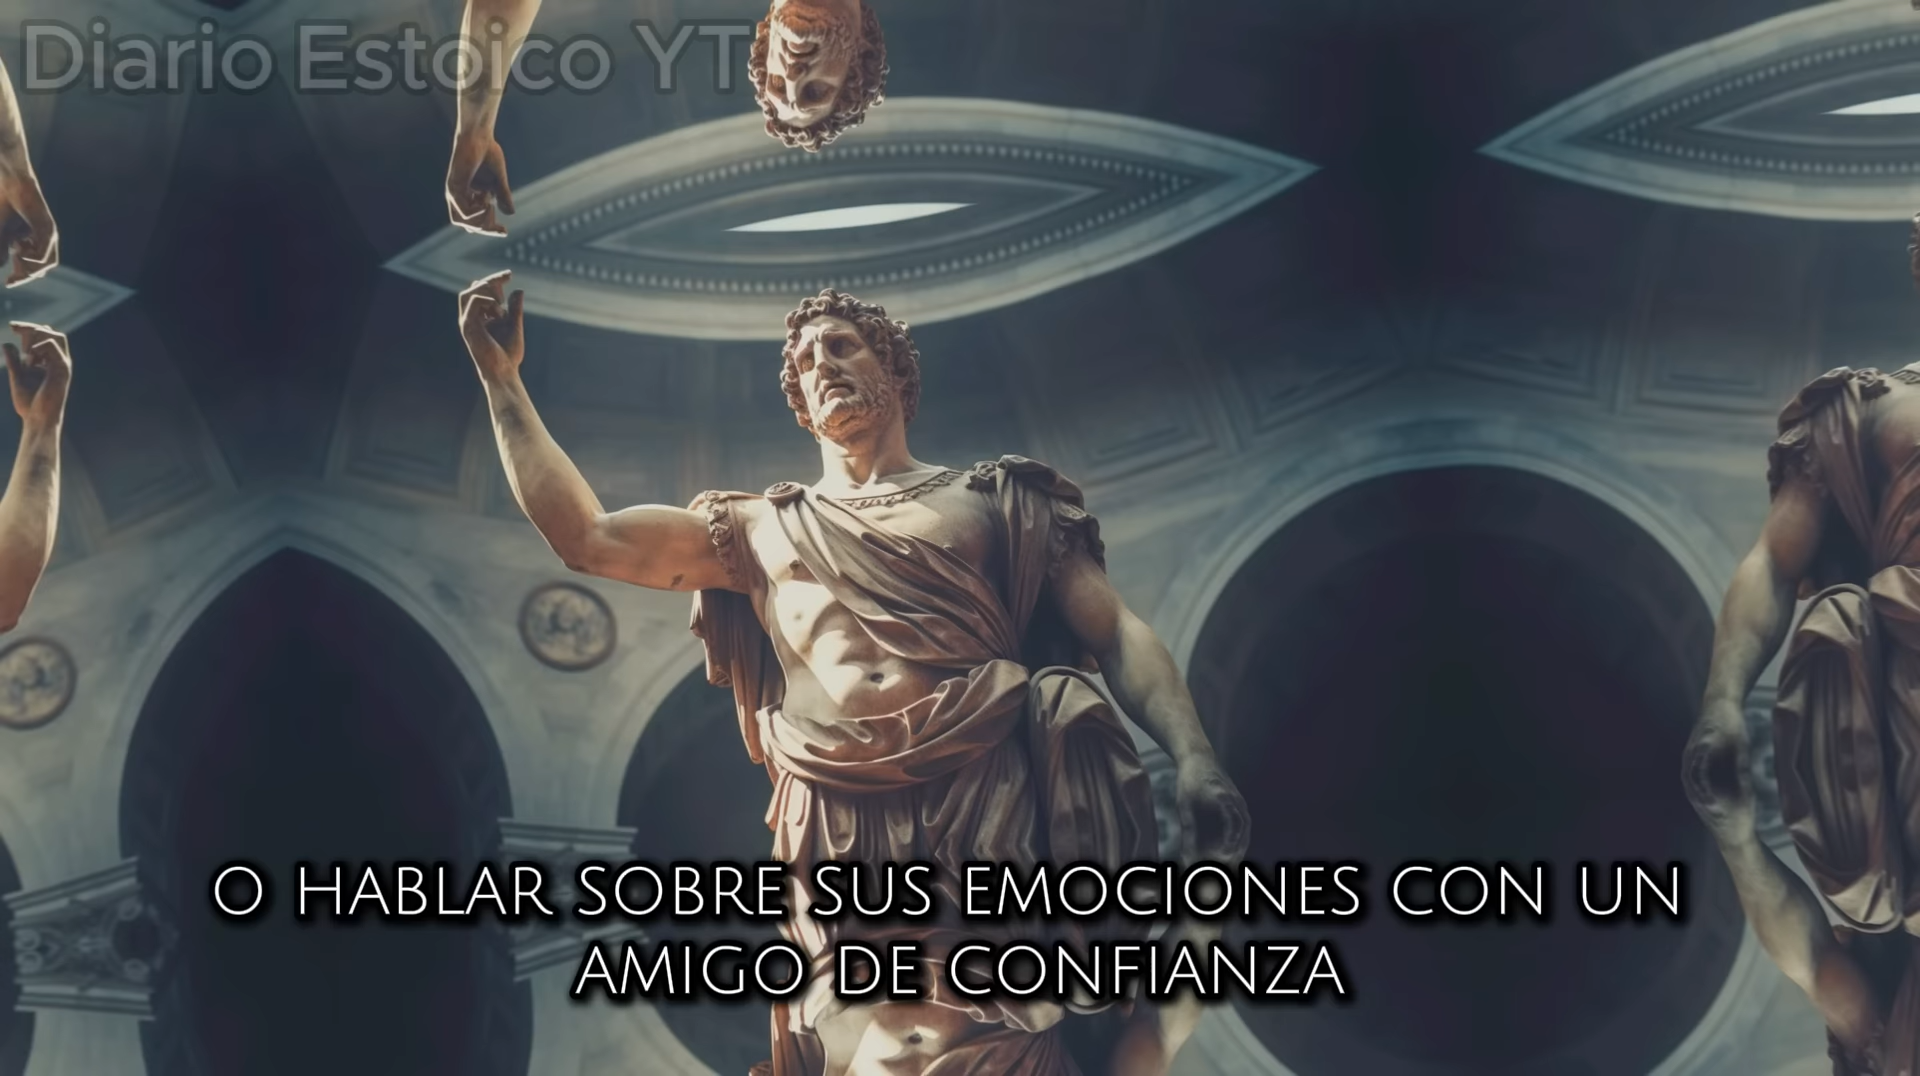 Diario Estoico YT
O HABLAR SOBRE SUS EMOCIONES CON UN
AMIGO DE CONFIANZA